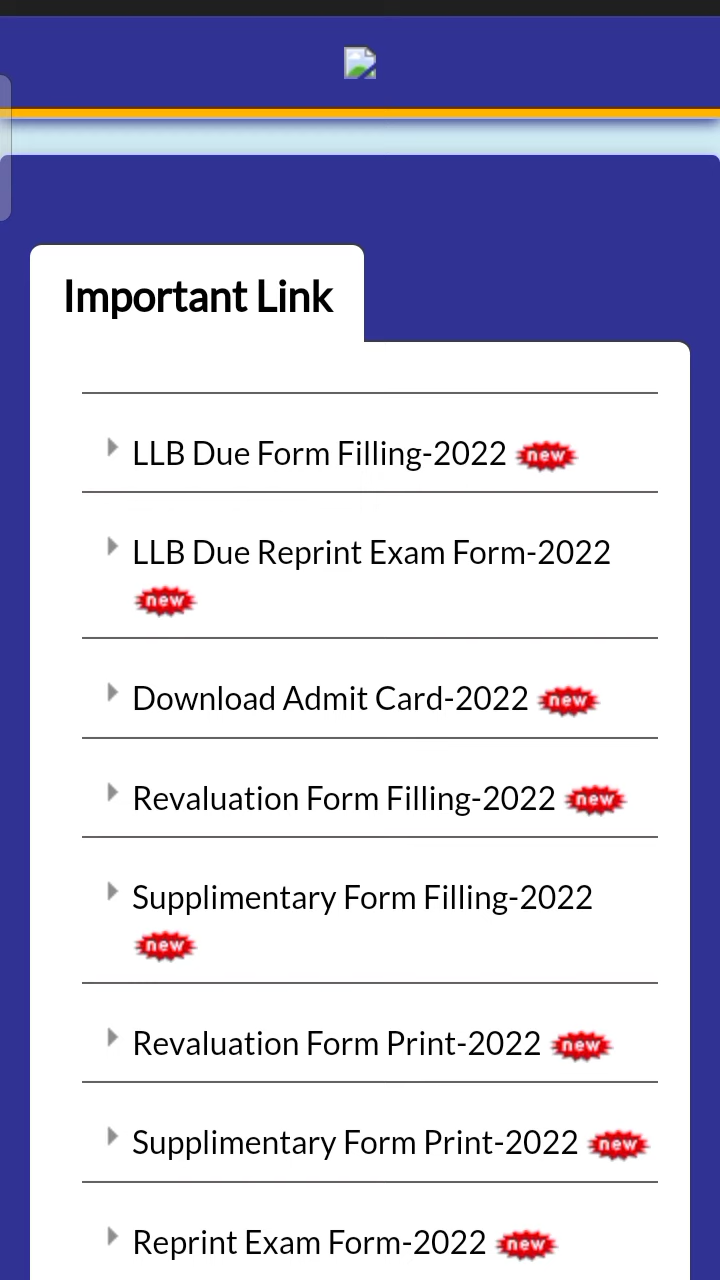 Important Link
LLB Due Form Filling-2022 new
LLB Due Reprint Exam Form-2022
new
Download Admit Card-2022 new
Revaluation Form Filling-2022 new
Supplimentary Form Filling-2022
new
Revaluation Form Print-2022 new
Supplimentary Form Print-2022 new
Reprint Exam Form-2022 new